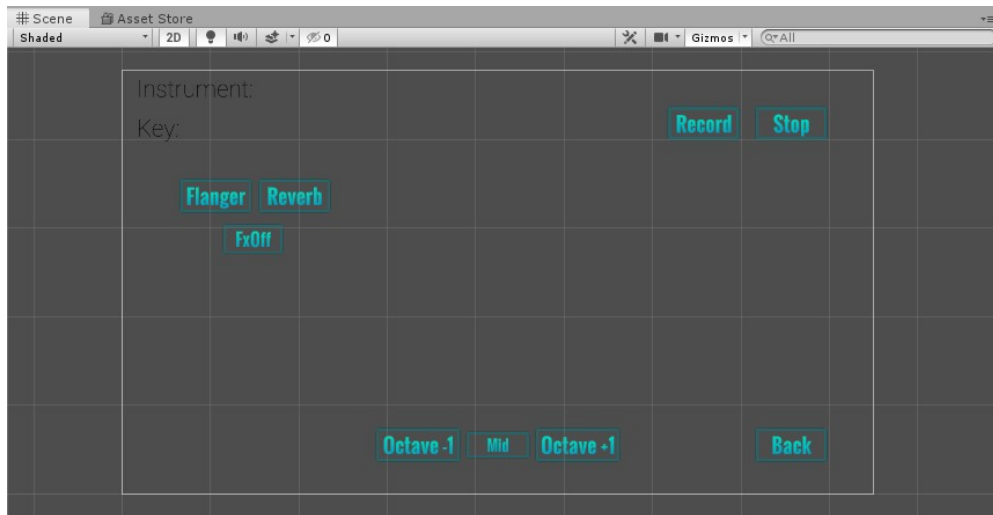 Scene Asset Store
Shaded 2D 0 Gizmos All
Instrument:
Key:
Record Stop
Flanger Reverb
FxOff
Octave -1 Mid Octave +1 Back